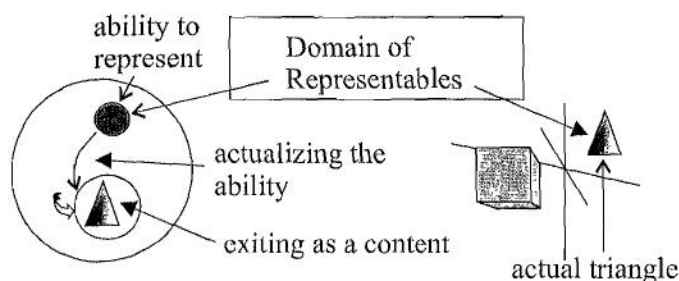 ability to
represent
Domain of
Representables
actualizing the
ability
exiting as a content
actual triangle